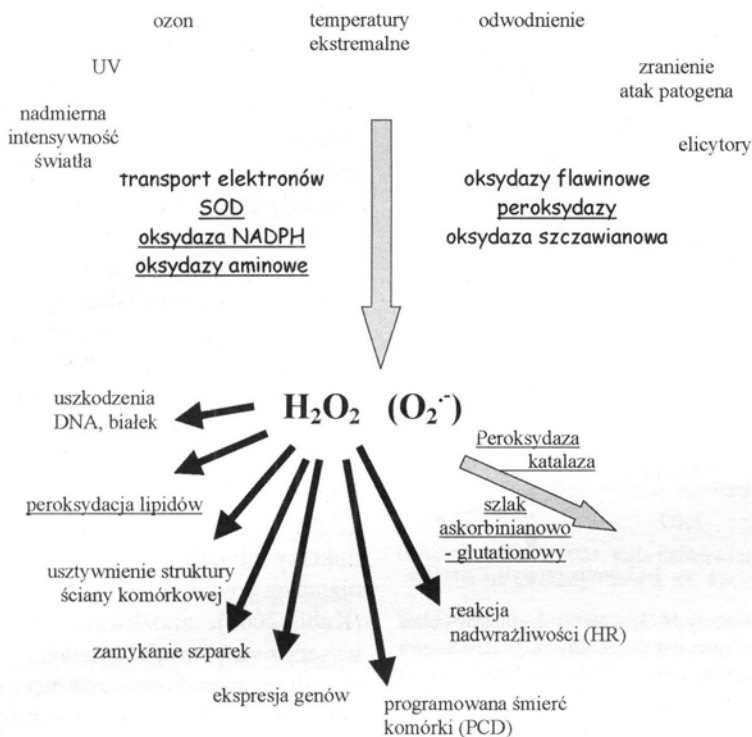 ozon
temperatury
ekstremalne
odwodnienie
UV
zranienie
atak patogena
nadmierna
intensywność
światła
elicytory
transport elektronów
SOD
oksydaza NADPH
oksydazy aminowe
oksydazy flawinowe
peroksydazy
oksydaza szczawianowa
uszkodzenia
DNA, białek
H₂O₂ (O₂·⁻)
Peroksydaza
katalaza
peroksydacja lipidów
szlak
askorbinianowo
- glutationowy
usztywnienie struktury
ściany komórkowej
reakcja
nadwrażliwości (HR)
zamykanie szparek
ekspresja genów
programowana śmierć
komórki (PCD)